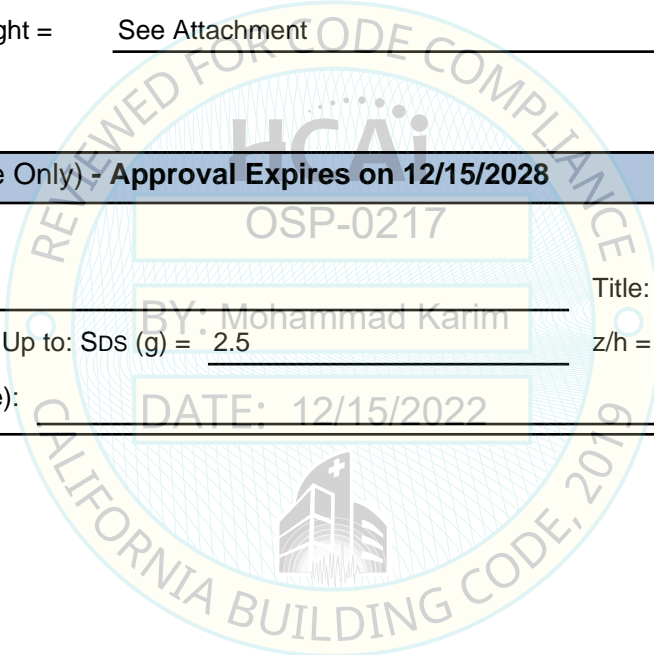 ght = See Attachment
REVIEWED FOR CODE COMPLIANCE
HCAi
e Only) - Approval Expires on 12/15/2028
OSP-0217
Title:
BY: Mohammad Karim
Up to: SDS (g) = 2.5 z/h =
e):
DATE: 12/15/2022
CALIFORNIA BUILDING CODE, 2019